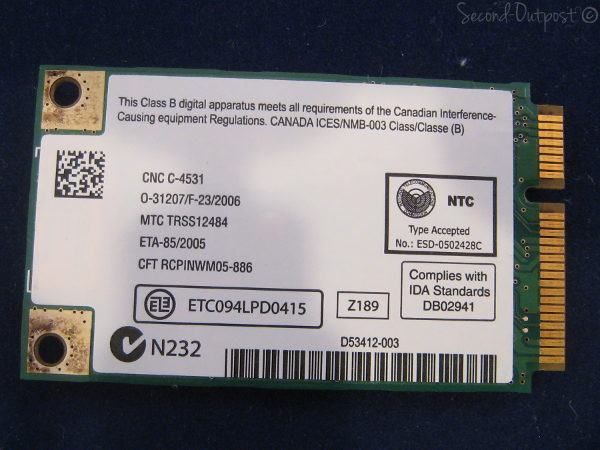 Second-Outpost ©
This Class B digital apparatus meets all requirements of the Canadian Interference-
Causing equipment Regulations. CANADA ICES/NMB-003 Class/Classe (B)
CNC C-4531
O-31207/F-23/2006
MTC TRSS12484
ETA-85/2005
CFT RCPINWM05-886
NTC
Type Accepted
No.: ESD-0502428C
Complies with
IDA Standards
DB02941
ETC094LPD0415
Z189
N232
D53412-003